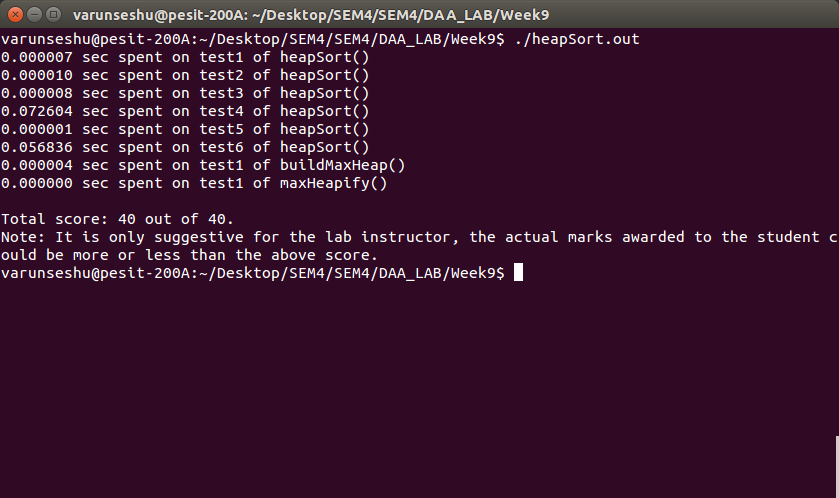 varunseshu@pesit-200A: ~/Desktop/SEM4/SEM4/DAA_LAB/Week9
varunseshu@pesit-200A:~/Desktop/SEM4/SEM4/DAA_LAB/Week9$ ./heapSort.out
0.000007 sec spent on test1 of heapSort()
0.000010 sec spent on test2 of heapSort()
0.000008 sec spent on test3 of heapSort()
0.072604 sec spent on test4 of heapSort()
0.000001 sec spent on test5 of heapSort()
0.056836 sec spent on test6 of heapSort()
0.000004 sec spent on test1 of buildMaxHeap()
0.000000 sec spent on test1 of maxHeapify()
Total score: 40 out of 40.
Note: It is only suggestive for the lab instructor, the actual marks awarded to the student c
ould be more or less than the above score.
varunseshu@pesit-200A:~/Desktop/SEM4/SEM4/DAA_LAB/Week9$